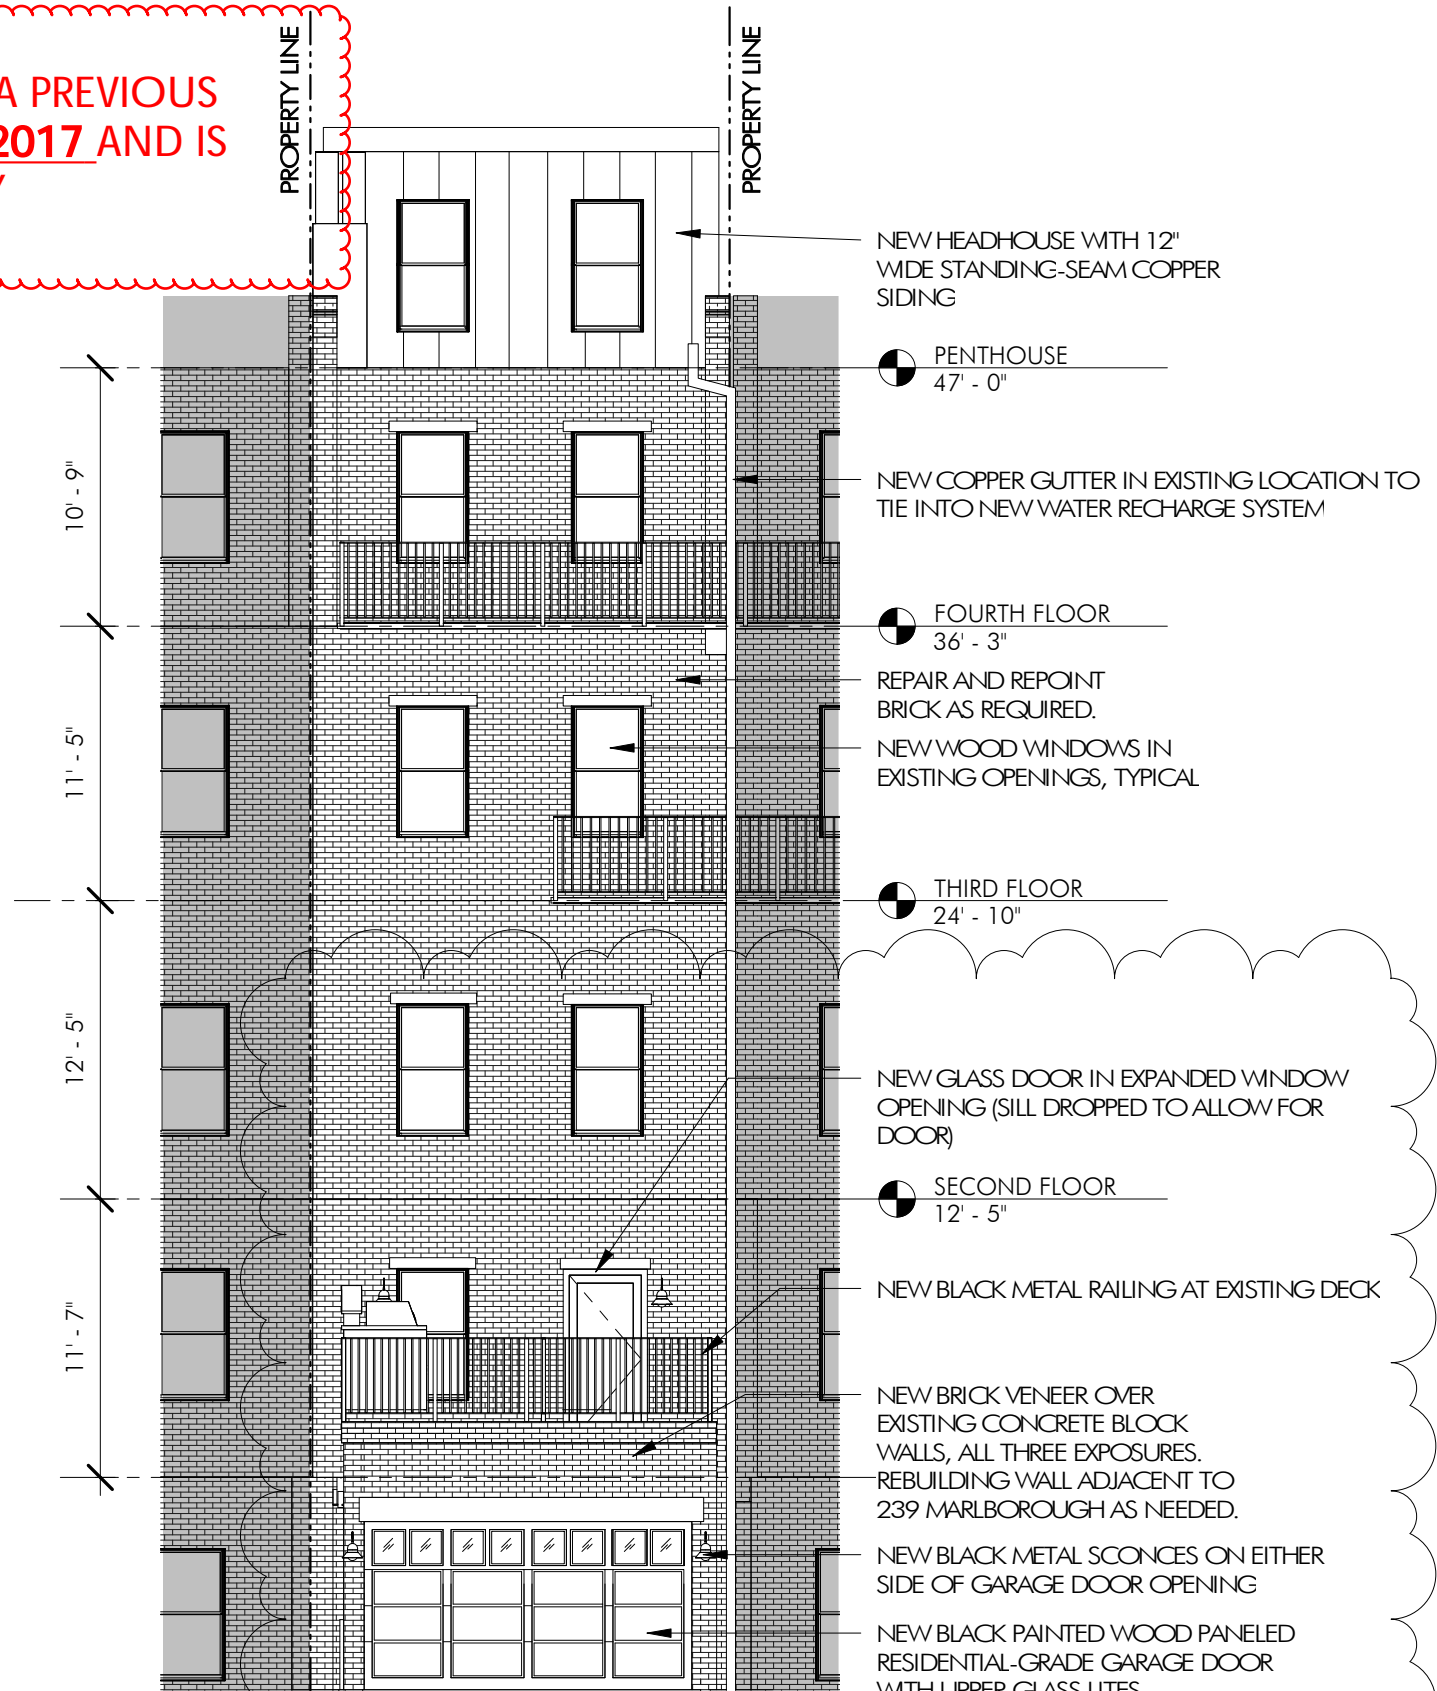 A PREVIOUS
2017 AND IS
PROPERTY LINE
PROPERTY LINE
NEW HEADHOUSE WITH 12"
WIDE STANDING-SEAM COPPER
SIDING
PENTHOUSE
47' - 0"
10' - 9"
NEW COPPER GUTTER IN EXISTING LOCATION TO
TIE INTO NEW WATER RECHARGE SYSTEM
FOURTH FLOOR
36' - 3"
REPAIR AND REPOINT
BRICK AS REQUIRED.
11' - 5"
NEW WOOD WINDOWS IN
EXISTING OPENINGS, TYPICAL
THIRD FLOOR
24' - 10"
12' - 5"
NEW GLASS DOOR IN EXPANDED WINDOW
OPENING (SILL DROPPED TO ALLOW FOR
DOOR)
SECOND FLOOR
12' - 5"
11' - 7"
NEW BLACK METAL RAILING AT EXISTING DECK
NEW BRICK VENEER OVER
EXISTING CONCRETE BLOCK
WALLS, ALL THREE EXPOSURES.
REBUILDING WALL ADJACENT TO
239 MARLBOROUGH AS NEEDED.
NEW BLACK METAL SCONCES ON EITHER
SIDE OF GARAGE DOOR OPENING
NEW BLACK PAINTED WOOD PANELED
RESIDENTIAL-GRADE GARAGE DOOR
WITH UPPER GLASS LITES